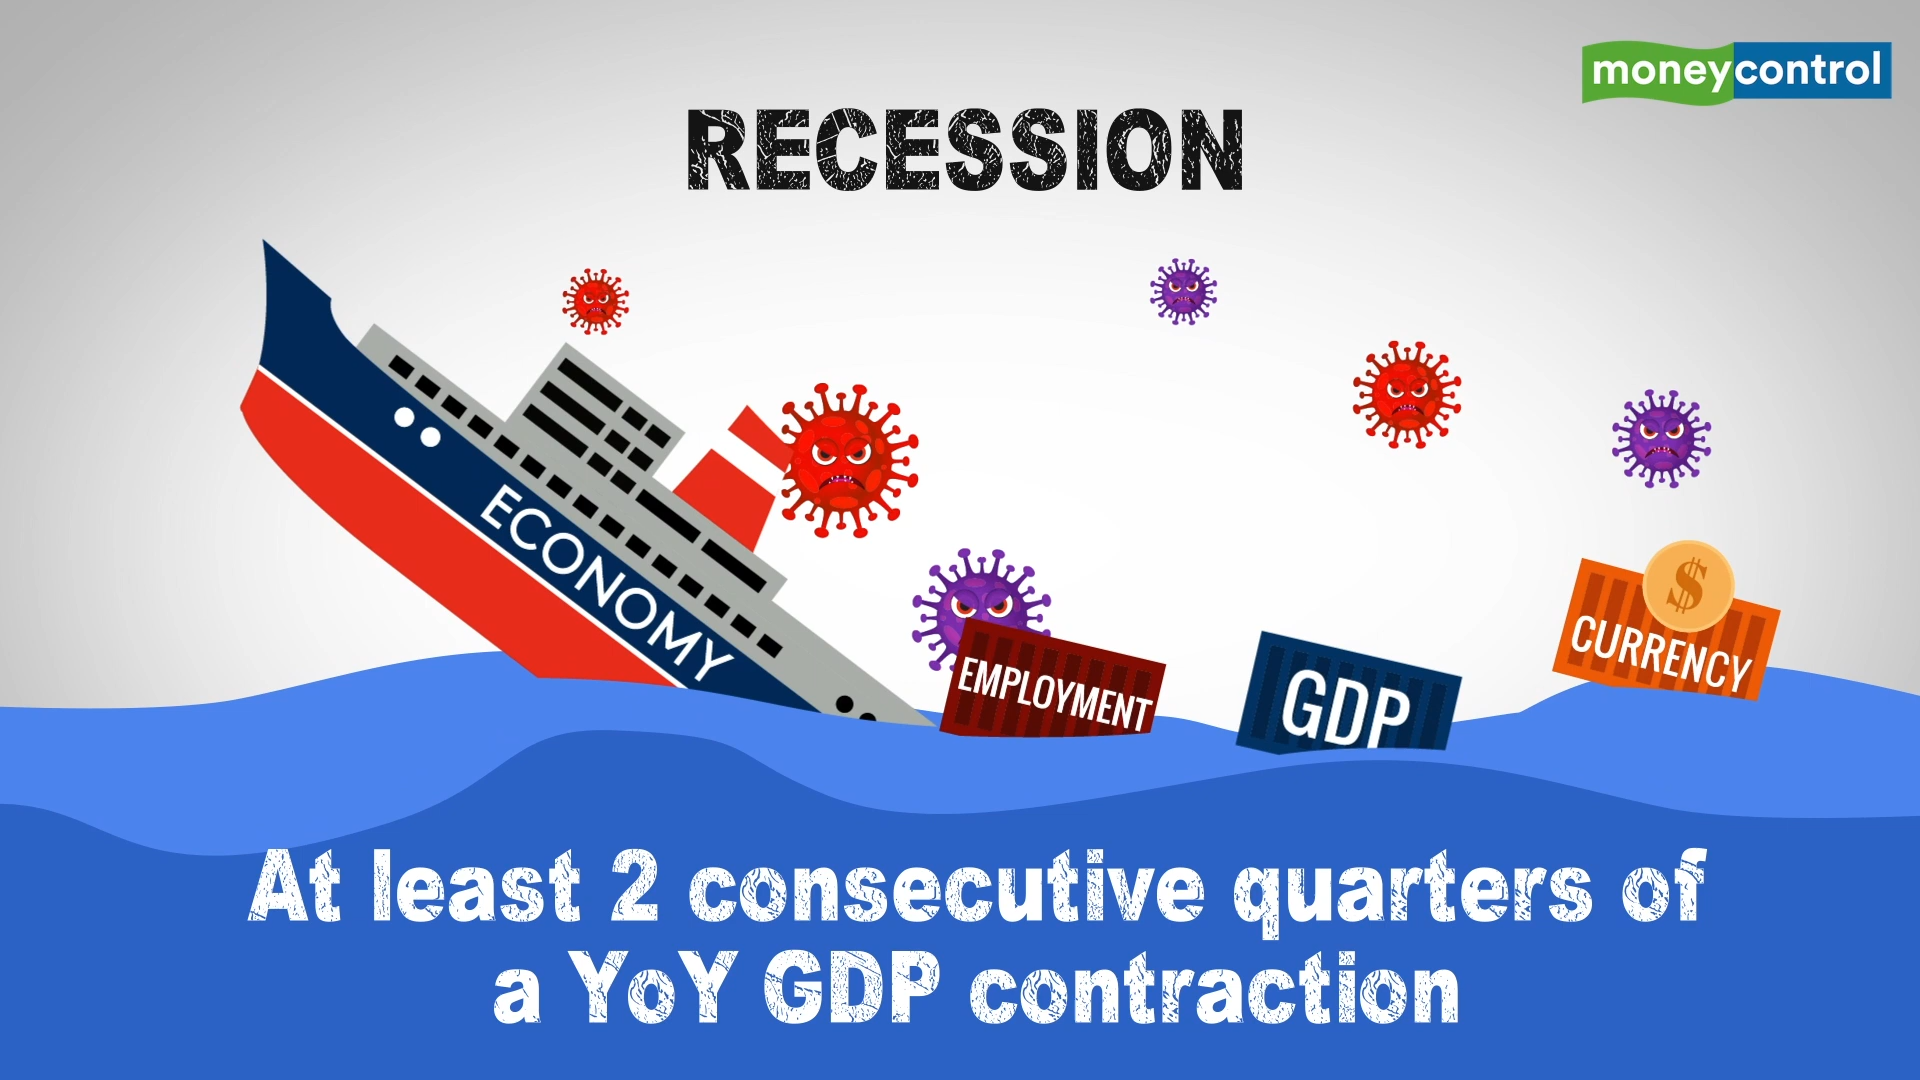 moneycontrol
RECESSION
ECONOMY
EMPLOYMENT
GDP
$
CURRENCY
At least 2 consecutive quarters of
a YoY GDP contraction